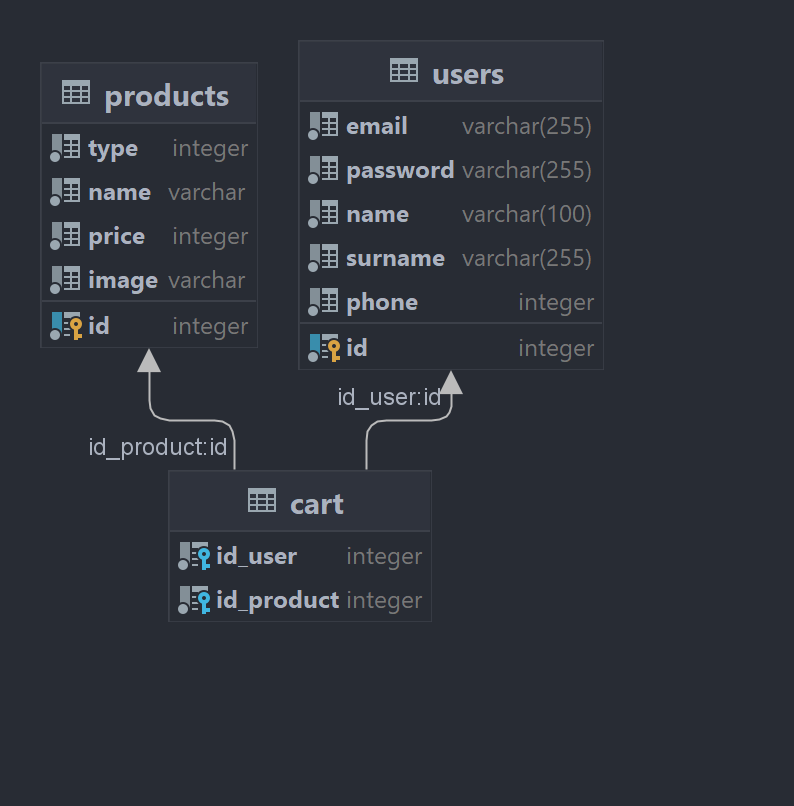 products
type integer
name varchar
price integer
image varchar
id integer
users
email varchar(255)
password varchar(255)
name varchar(100)
surname varchar(255)
phone integer
id integer
id_product:id
id_user:id
cart
id_user integer
id_product integer